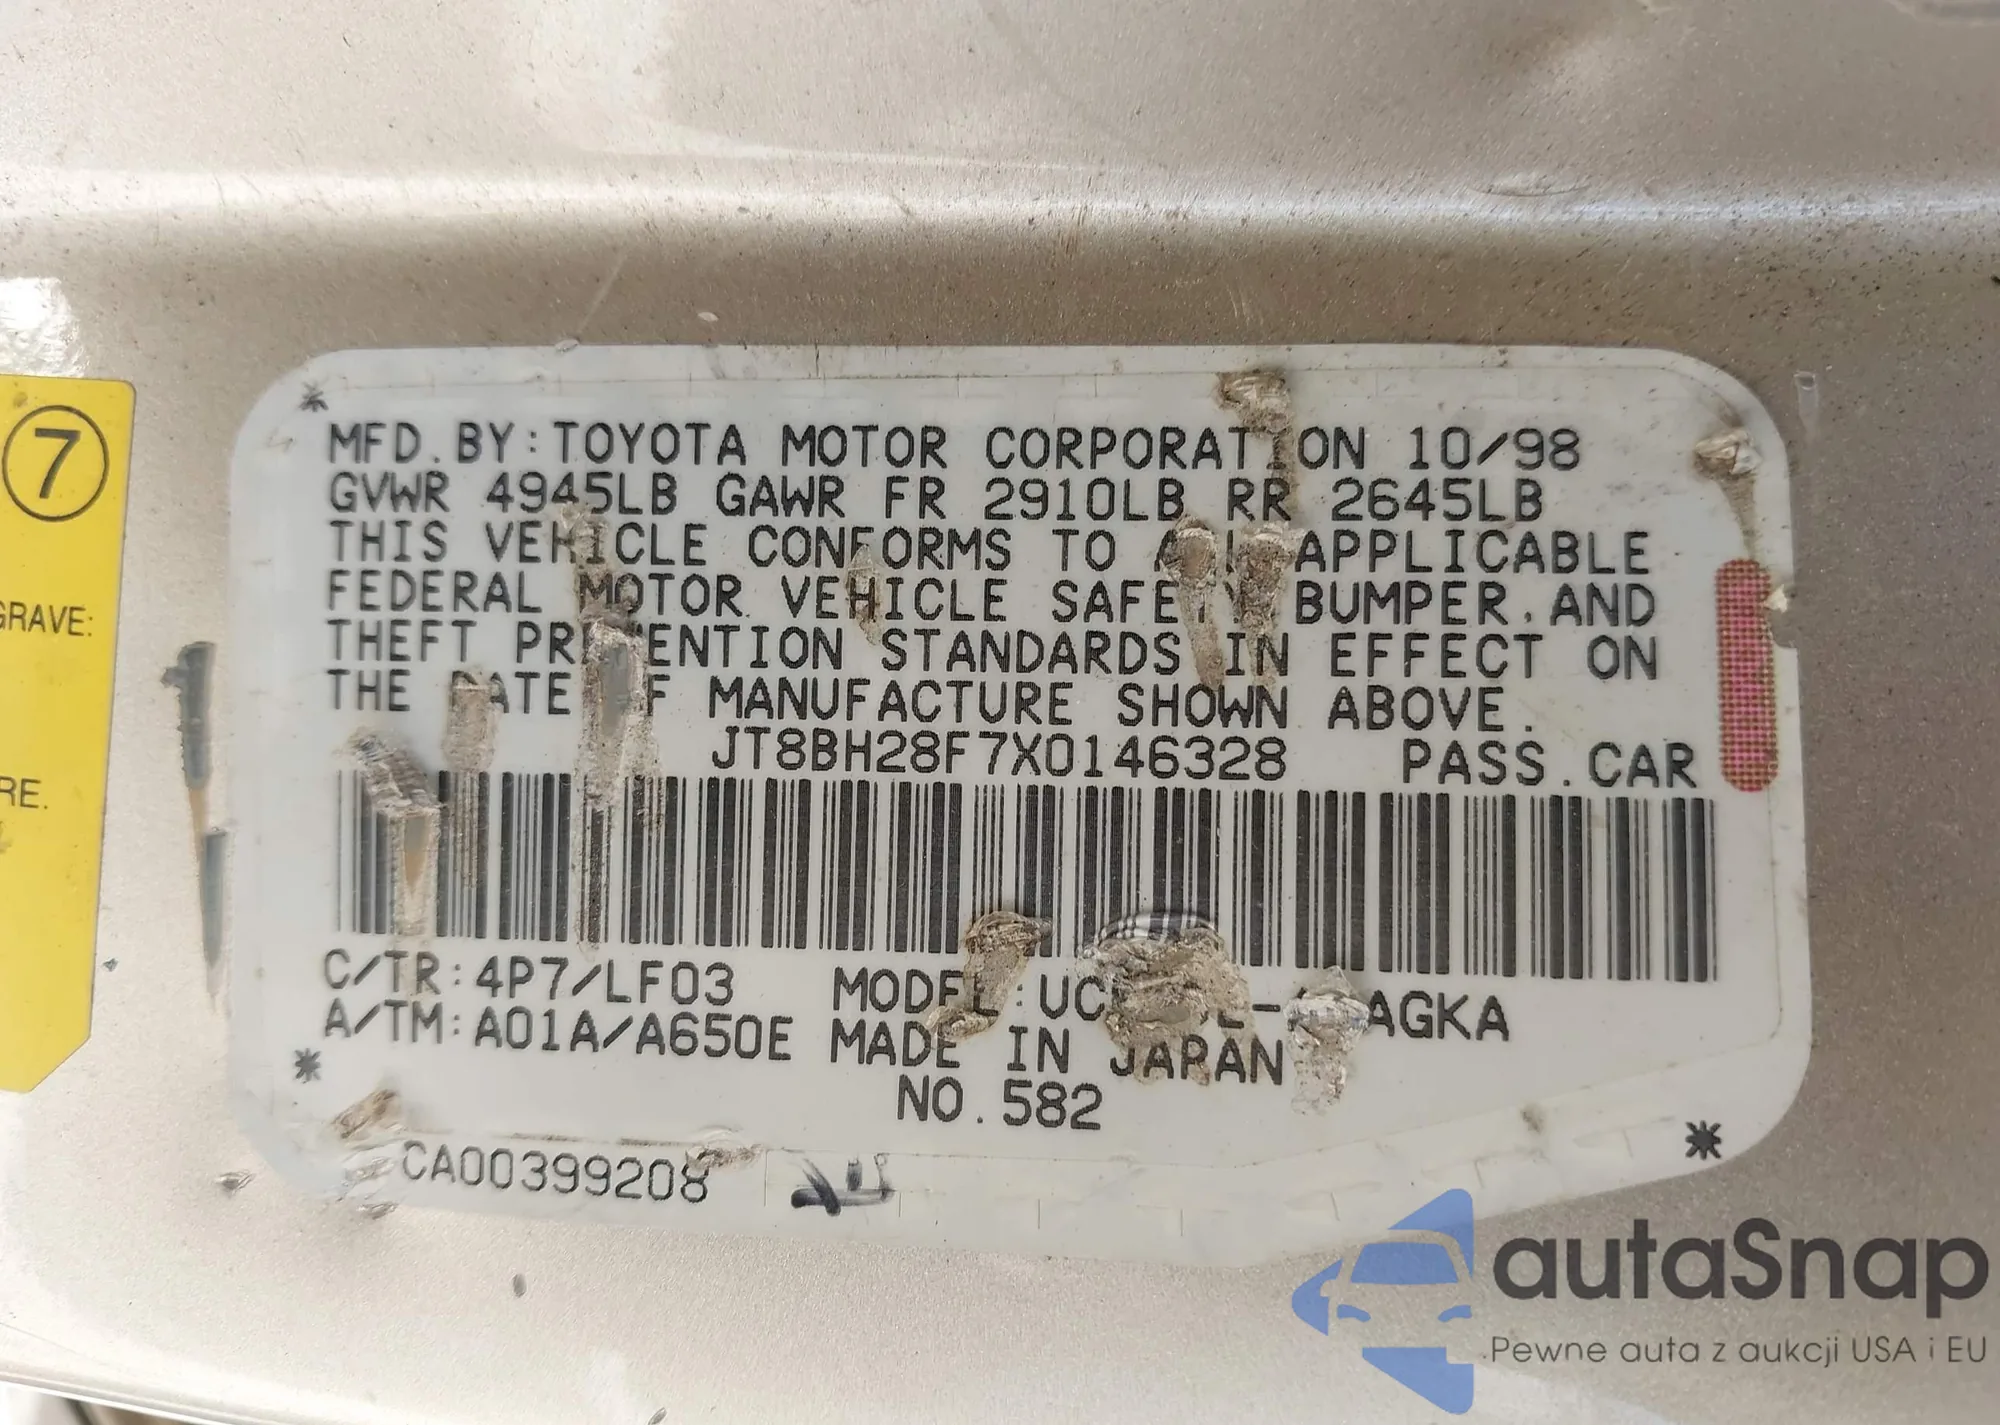 7
GRAVE:
RE.
MFD.BY:TOYOTA MOTOR CORPORATION 10/98
GVWR 4945LB GAWR FR 2910LB RR 2645LB
THIS VEHICLE CONFORMS TO ALL APPLICABLE
FEDERAL MOTOR VEHICLE SAFETY BUMPER.AND
THEFT PREVENTION STANDARDS IN EFFECT ON
THE DATE OF MANUFACTURE SHOWN ABOVE.
JT8BH28F7X0146328 PASS.CAR
C/TR:4P7/LF03 MODEL:
A/TM:A01A/A650E MADE IN JAPAN
NO.582
CA00399208
autaSnap
Pewne auta z aukcji USA i EU